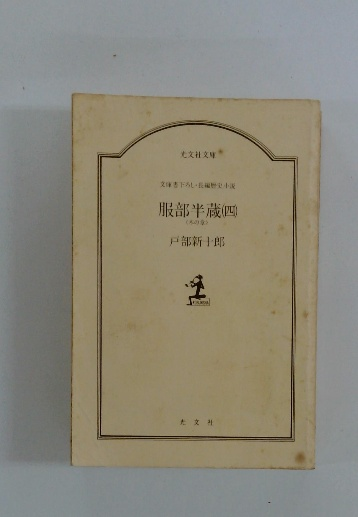 光文社文庫
文庫書下ろし・長編歴史小説
服部半蔵(四)
戸部新十郎
光文社